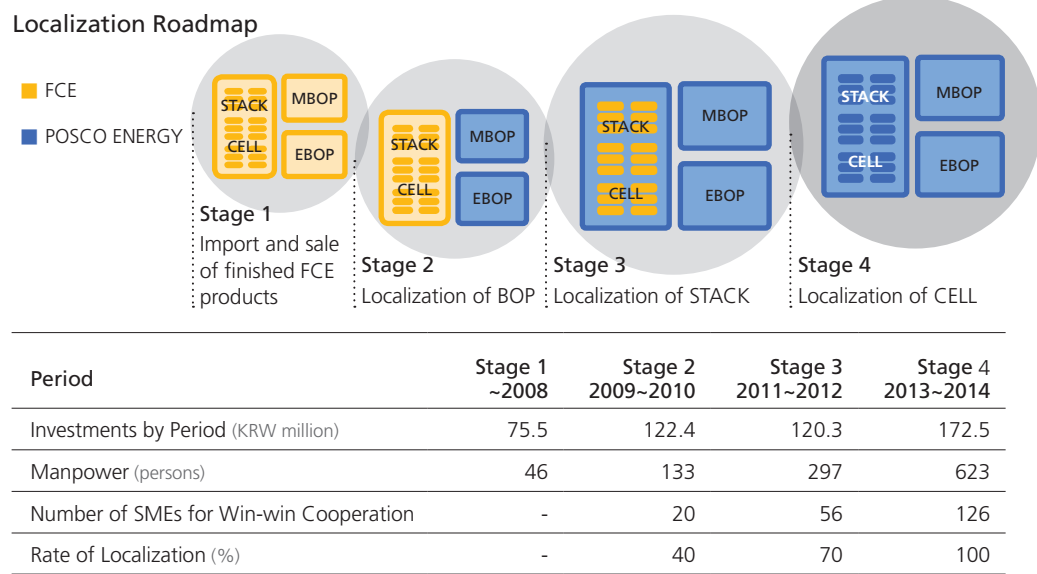 Localization Roadmap
FCE
POSCO ENERGY
STACK
CELL
MBOP
EBOP
Stage 1
Import and sale
of finished FCE
products
STACK
CELL
MBOP
EBOP
Stage 2
Localization of BOP
STACK
CELL
MBOP
EBOP
Stage 3
Localization of STACK
STACK
CELL
MBOP
EBOP
Stage 4
Localization of CELL
Period Stage 1 Stage 2 Stage 3 Stage 4
~2008 2009~2010 2011~2012 2013~2014
Investments by Period (KRW million) 75.5 122.4 120.3 172.5
Manpower (persons) 46 133 297 623
Number of SMEs for Win-win Cooperation - 20 56 126
Rate of Localization (%) - 40 70 100